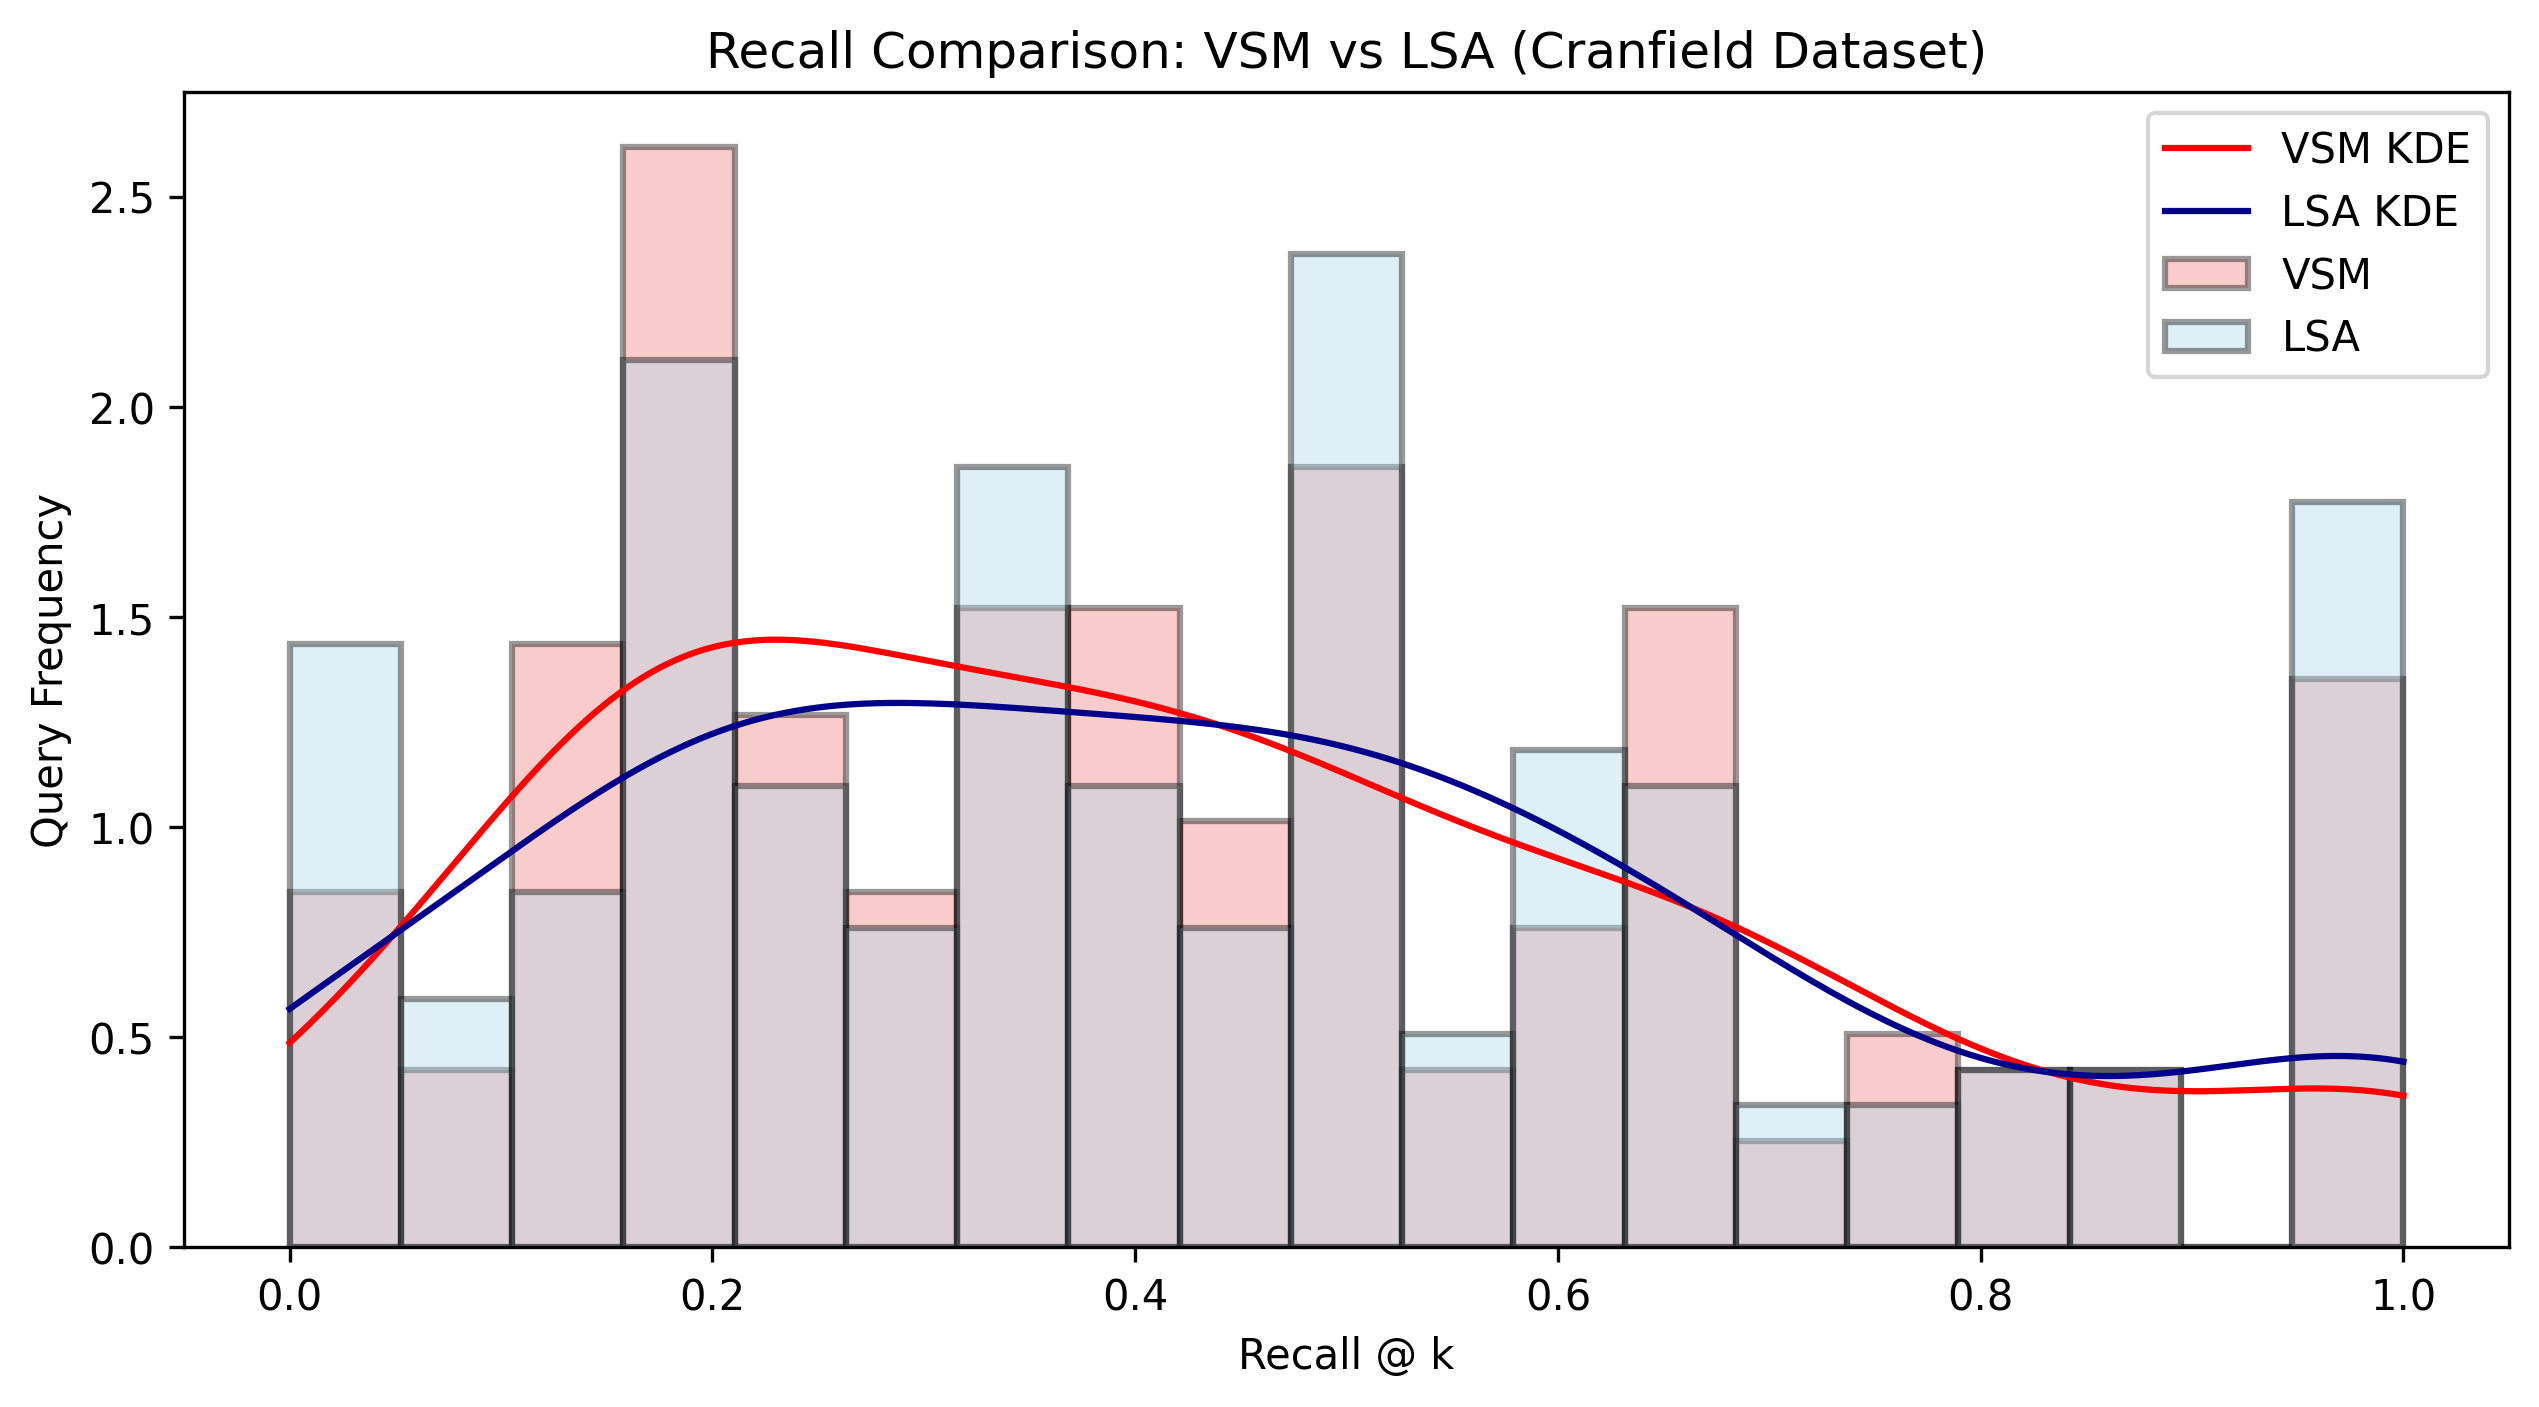 Recall Comparison: VSM vs LSA (Cranfield Dataset)
VSM KDE
LSA KDE
VSM
LSA
Query Frequency
2.5
2.0
1.5
1.0
0.5
0.0
0.0 0.2 0.4 0.6 0.8 1.0
Recall @ k